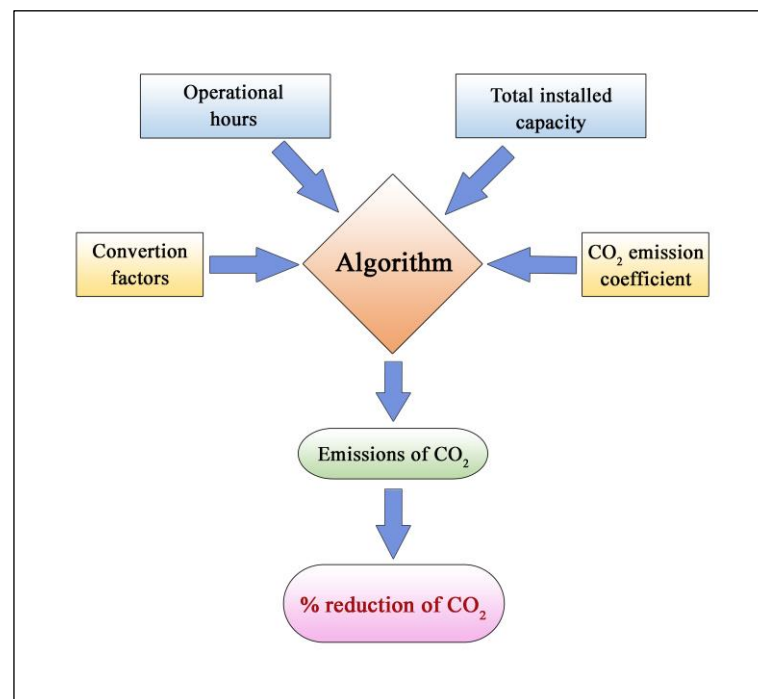 Operational
hours
Total installed
capacity
Convertion
factors
Algorithm
CO₂ emission
coefficient
Emissions of CO₂
% reduction of CO₂